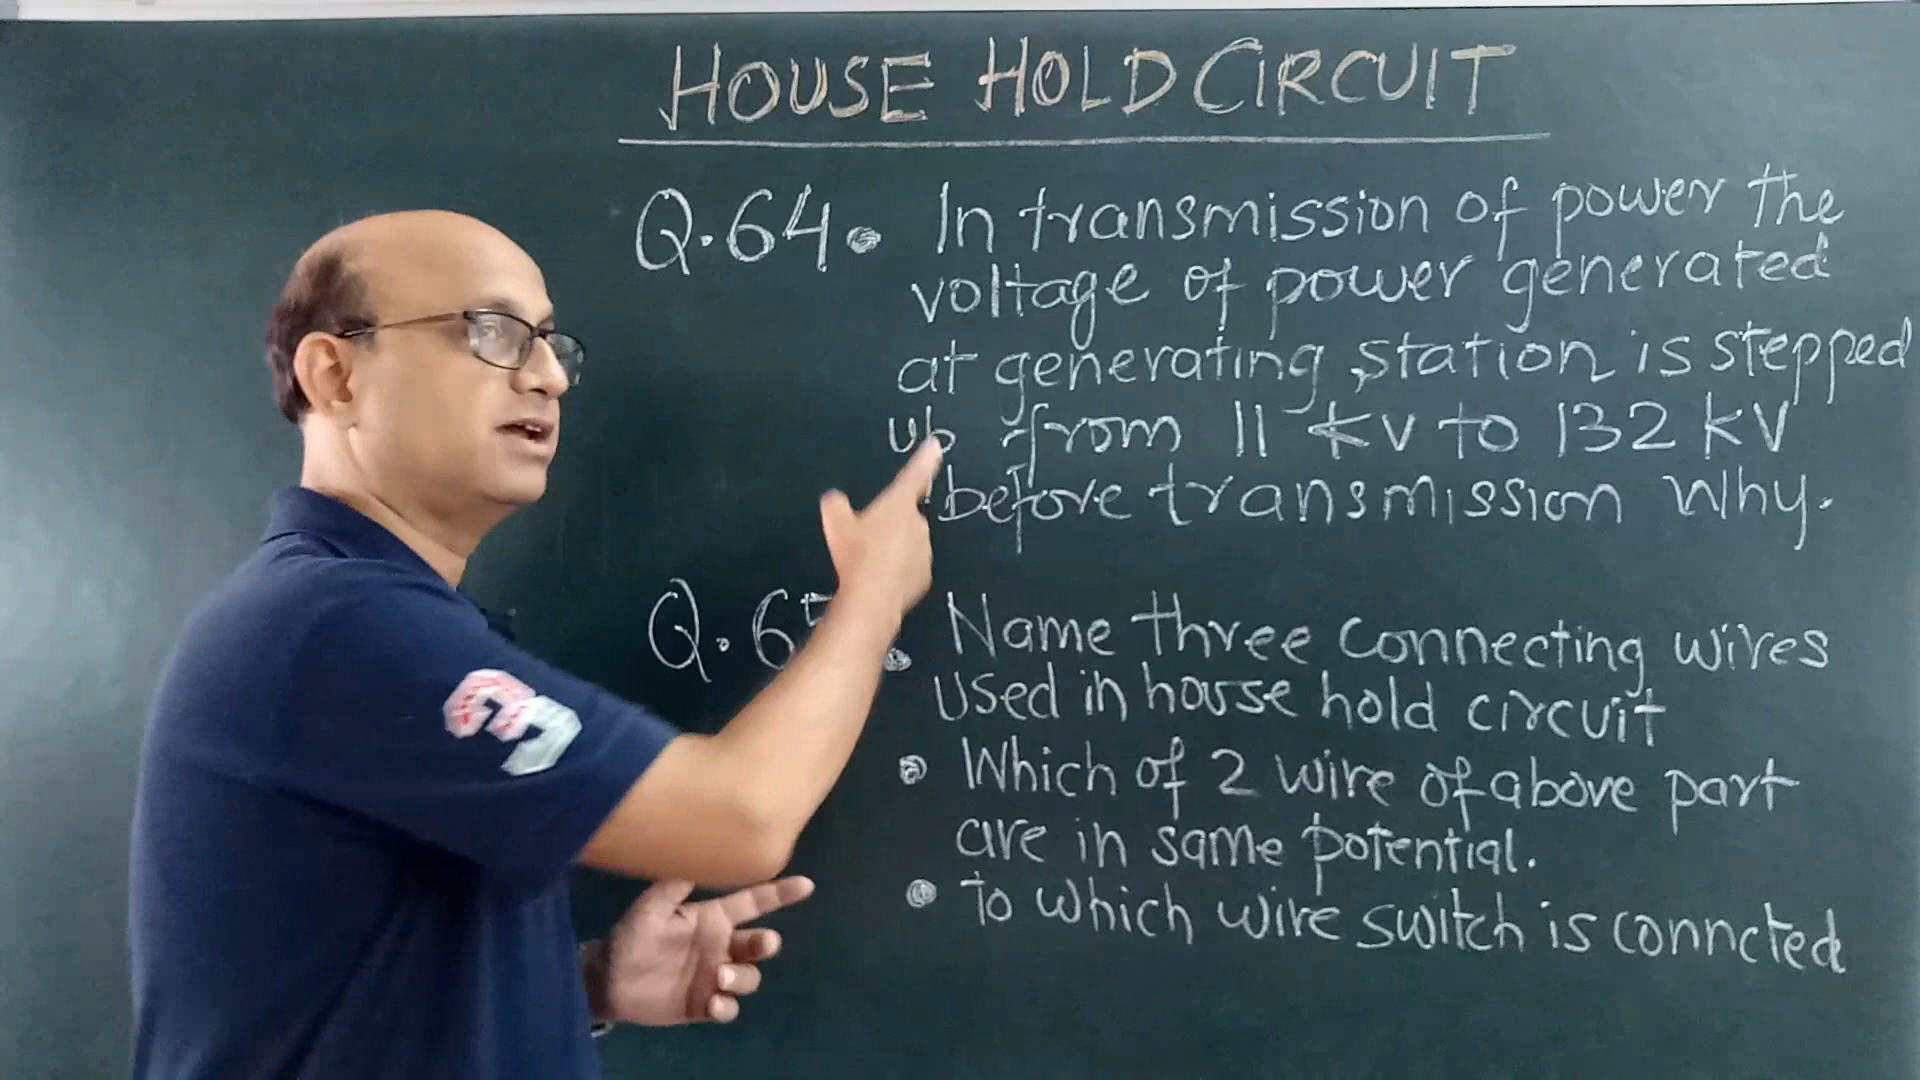 HOUSE HOLD CIRCUIT
Q.64. In transmission of power the
voltage of power generated
at generating station is stepped
up from 11 kv to 132 kV
before transmission Why.
Q.65. Name three connecting wires
used in house hold circuit
• Which of 2 wire of above part
are in same potential.
• To which wire switch is conncted